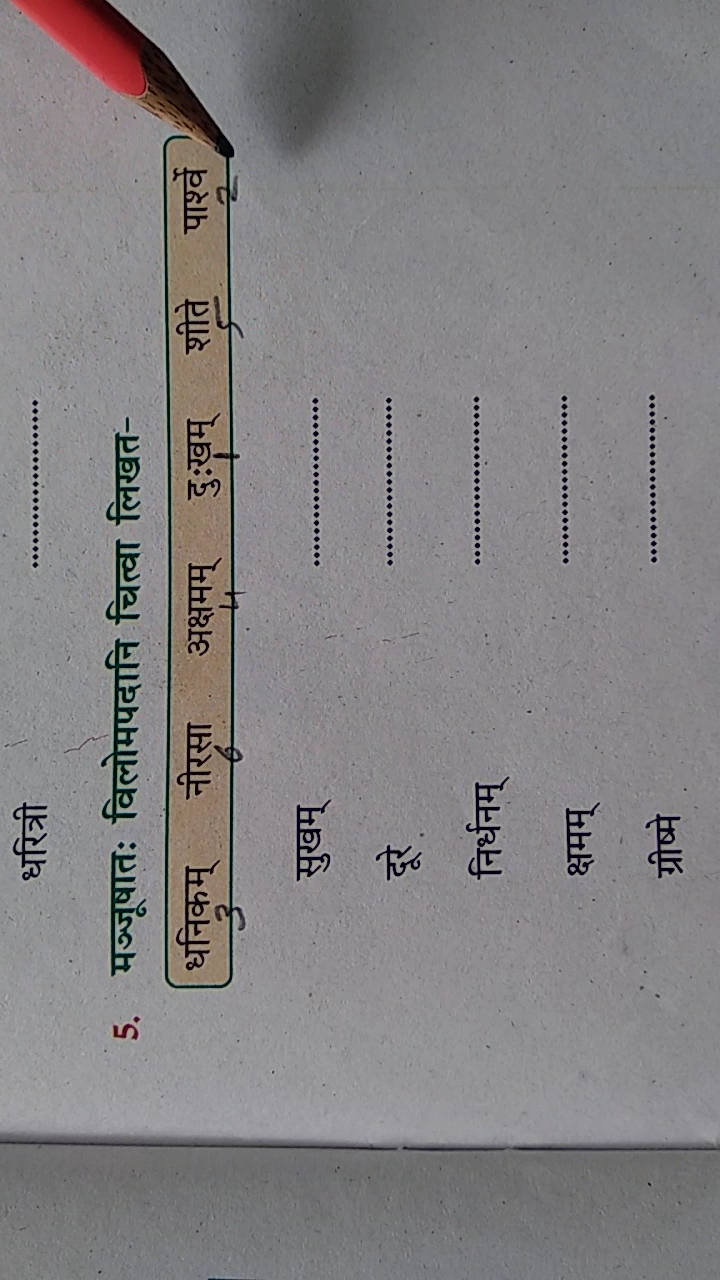 धरित्री ........................
5. मञ्जूषातः विलोमपदानि चित्वा लिखत-
धनिकम् नीरसा अक्षमम् दुःखम् शीते पार्श्वे
3 6 4 1 5 2
सुखम् ........................
दूरे ........................
निर्धनम् ........................
क्षमम् ........................
ग्रीष्मे ........................